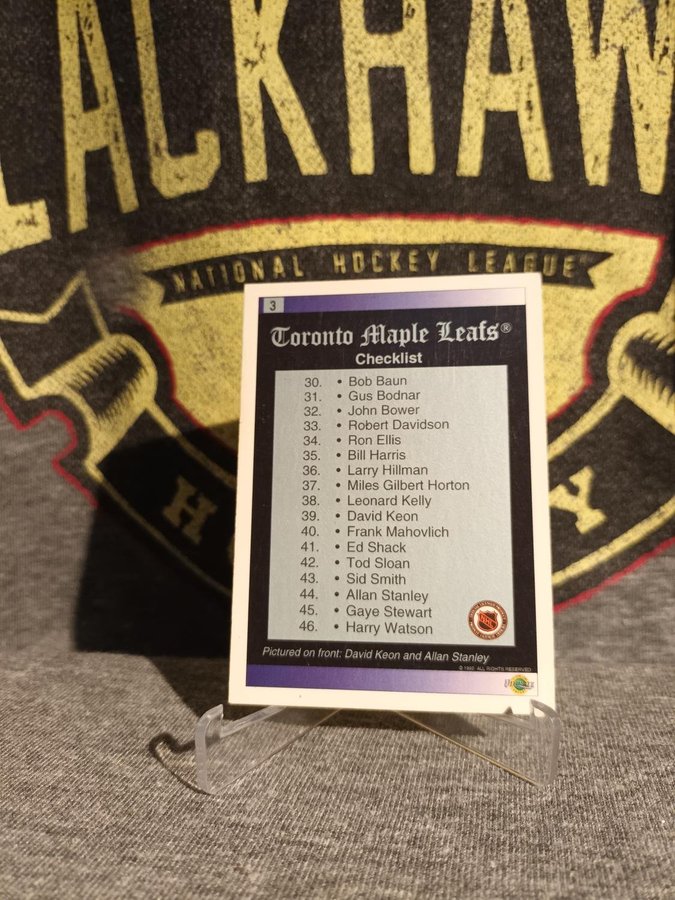 LACKHAW
NATIONAL HOCKEY LEAGUE
3
Toronto Maple Leafs®
Checklist
30. • Bob Baun
31. • Gus Bodnar
32. • John Bower
33. • Robert Davidson
34. • Ron Ellis
35. • Bill Harris
36. • Larry Hillman
37. • Miles Gilbert Horton
38. • Leonard Kelly
39. • David Keon
40. • Frank Mahovlich
41. • Ed Shack
42. • Tod Sloan
43. • Sid Smith
44. • Allan Stanley
45. • Gaye Stewart
46. • Harry Watson
NHL
Pictured on front: David Keon and Allan Stanley
© 1992 ALL RIGHTS RESERVED
H
Y